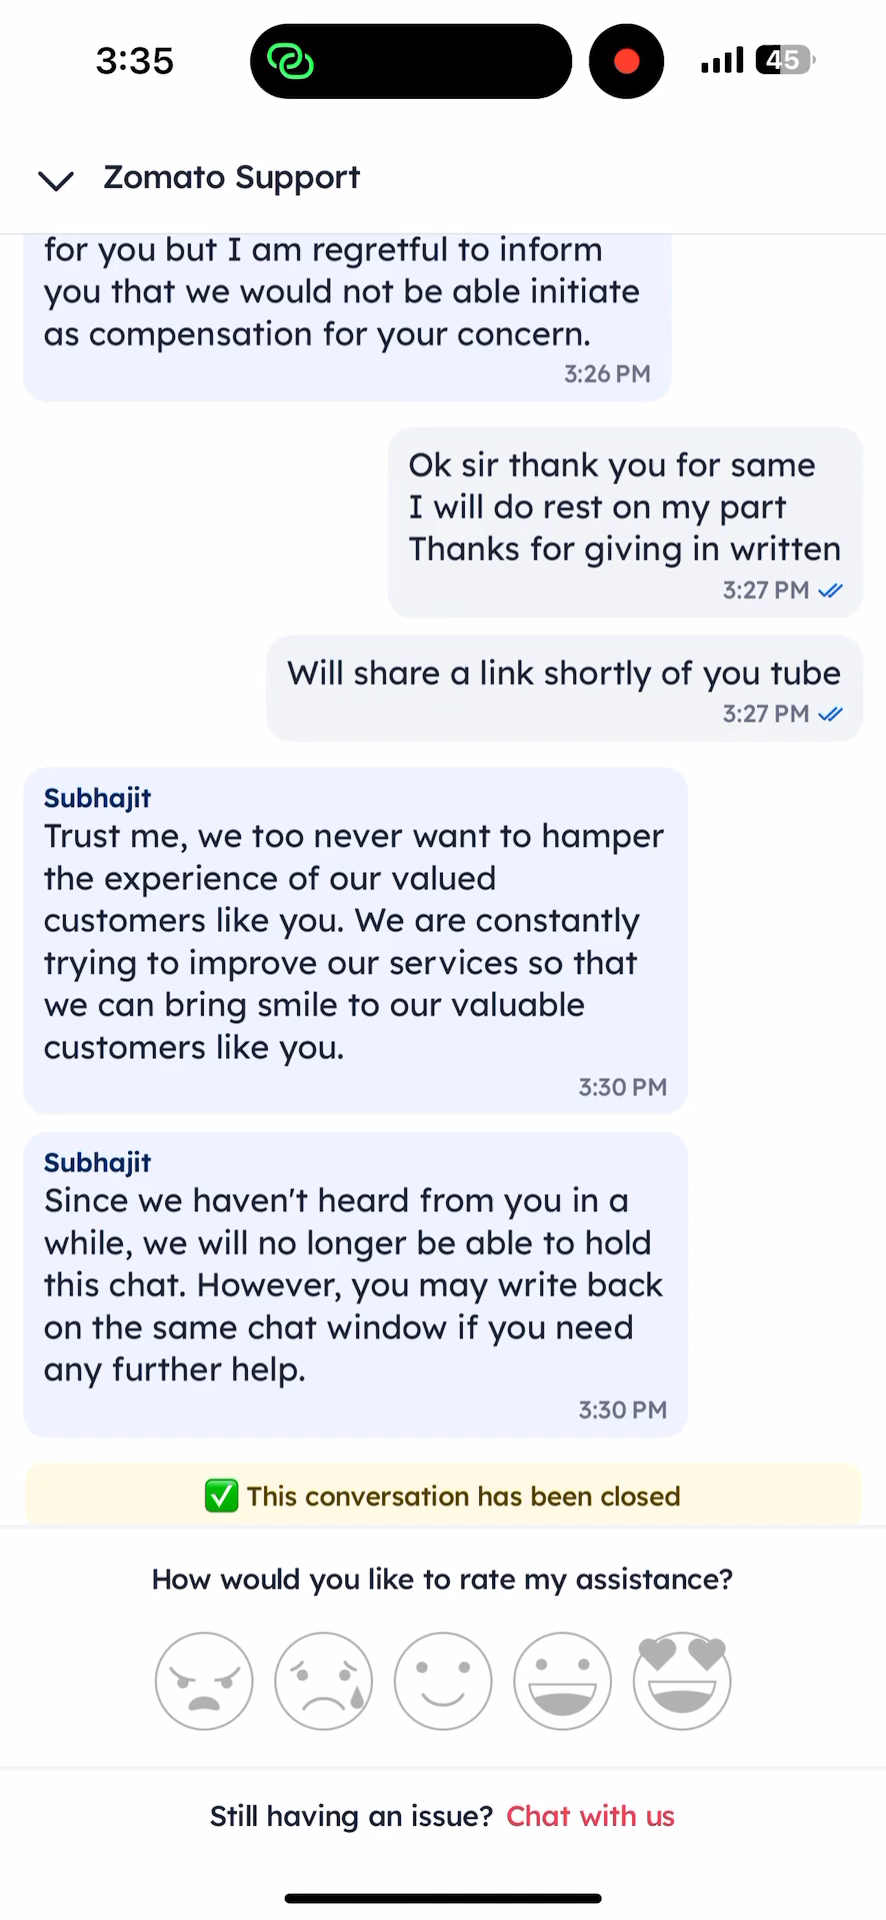 3:35
45
Zomato Support
for you but I am regretful to inform
you that we would not be able initiate
as compensation for your concern.
3:26 PM
Ok sir thank you for same
I will do rest on my part
Thanks for giving in written
3:27 PM
Will share a link shortly of you tube
3:27 PM
Subhajit
Trust me, we too never want to hamper
the experience of our valued
customers like you. We are constantly
trying to improve our services so that
we can bring smile to our valuable
customers like you.
3:30 PM
Subhajit
Since we haven't heard from you in a
while, we will no longer be able to hold
this chat. However, you may write back
on the same chat window if you need
any further help.
3:30 PM
This conversation has been closed
How would you like to rate my assistance?
Still having an issue? Chat with us